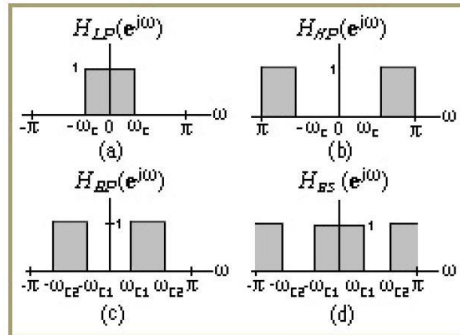 H_LP(e^jω) H_HP(e^jω)
1 1
ω ω
-π -ω_c 0 ω_c π π -ω_c 0 ω_c π
(a) (b)
H_BP(e^jω) H_BS (e^jω)
1 1
ω ω
-π -ω_C2 -ω_C1 ω_C1 ω_C2 π -π -ω_C2 -ω_C1 ω_C1 ω_C2 π
(c) (d)